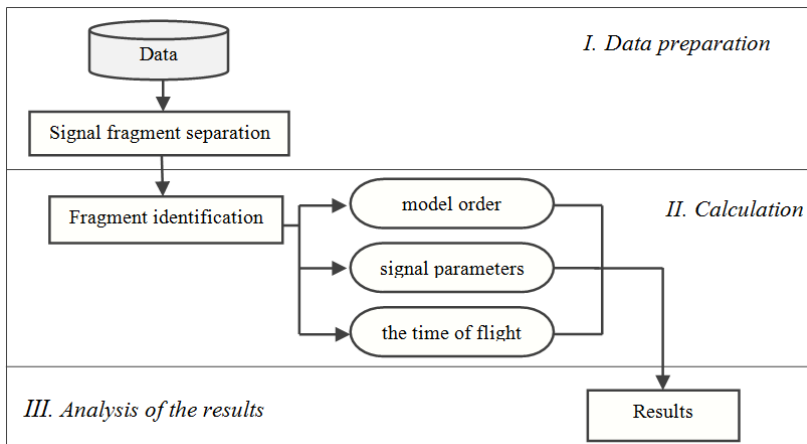 Data
I. Data preparation
Signal fragment separation
Fragment identification
model order
II. Calculation
signal parameters
the time of flight
III. Analysis of the results
Results